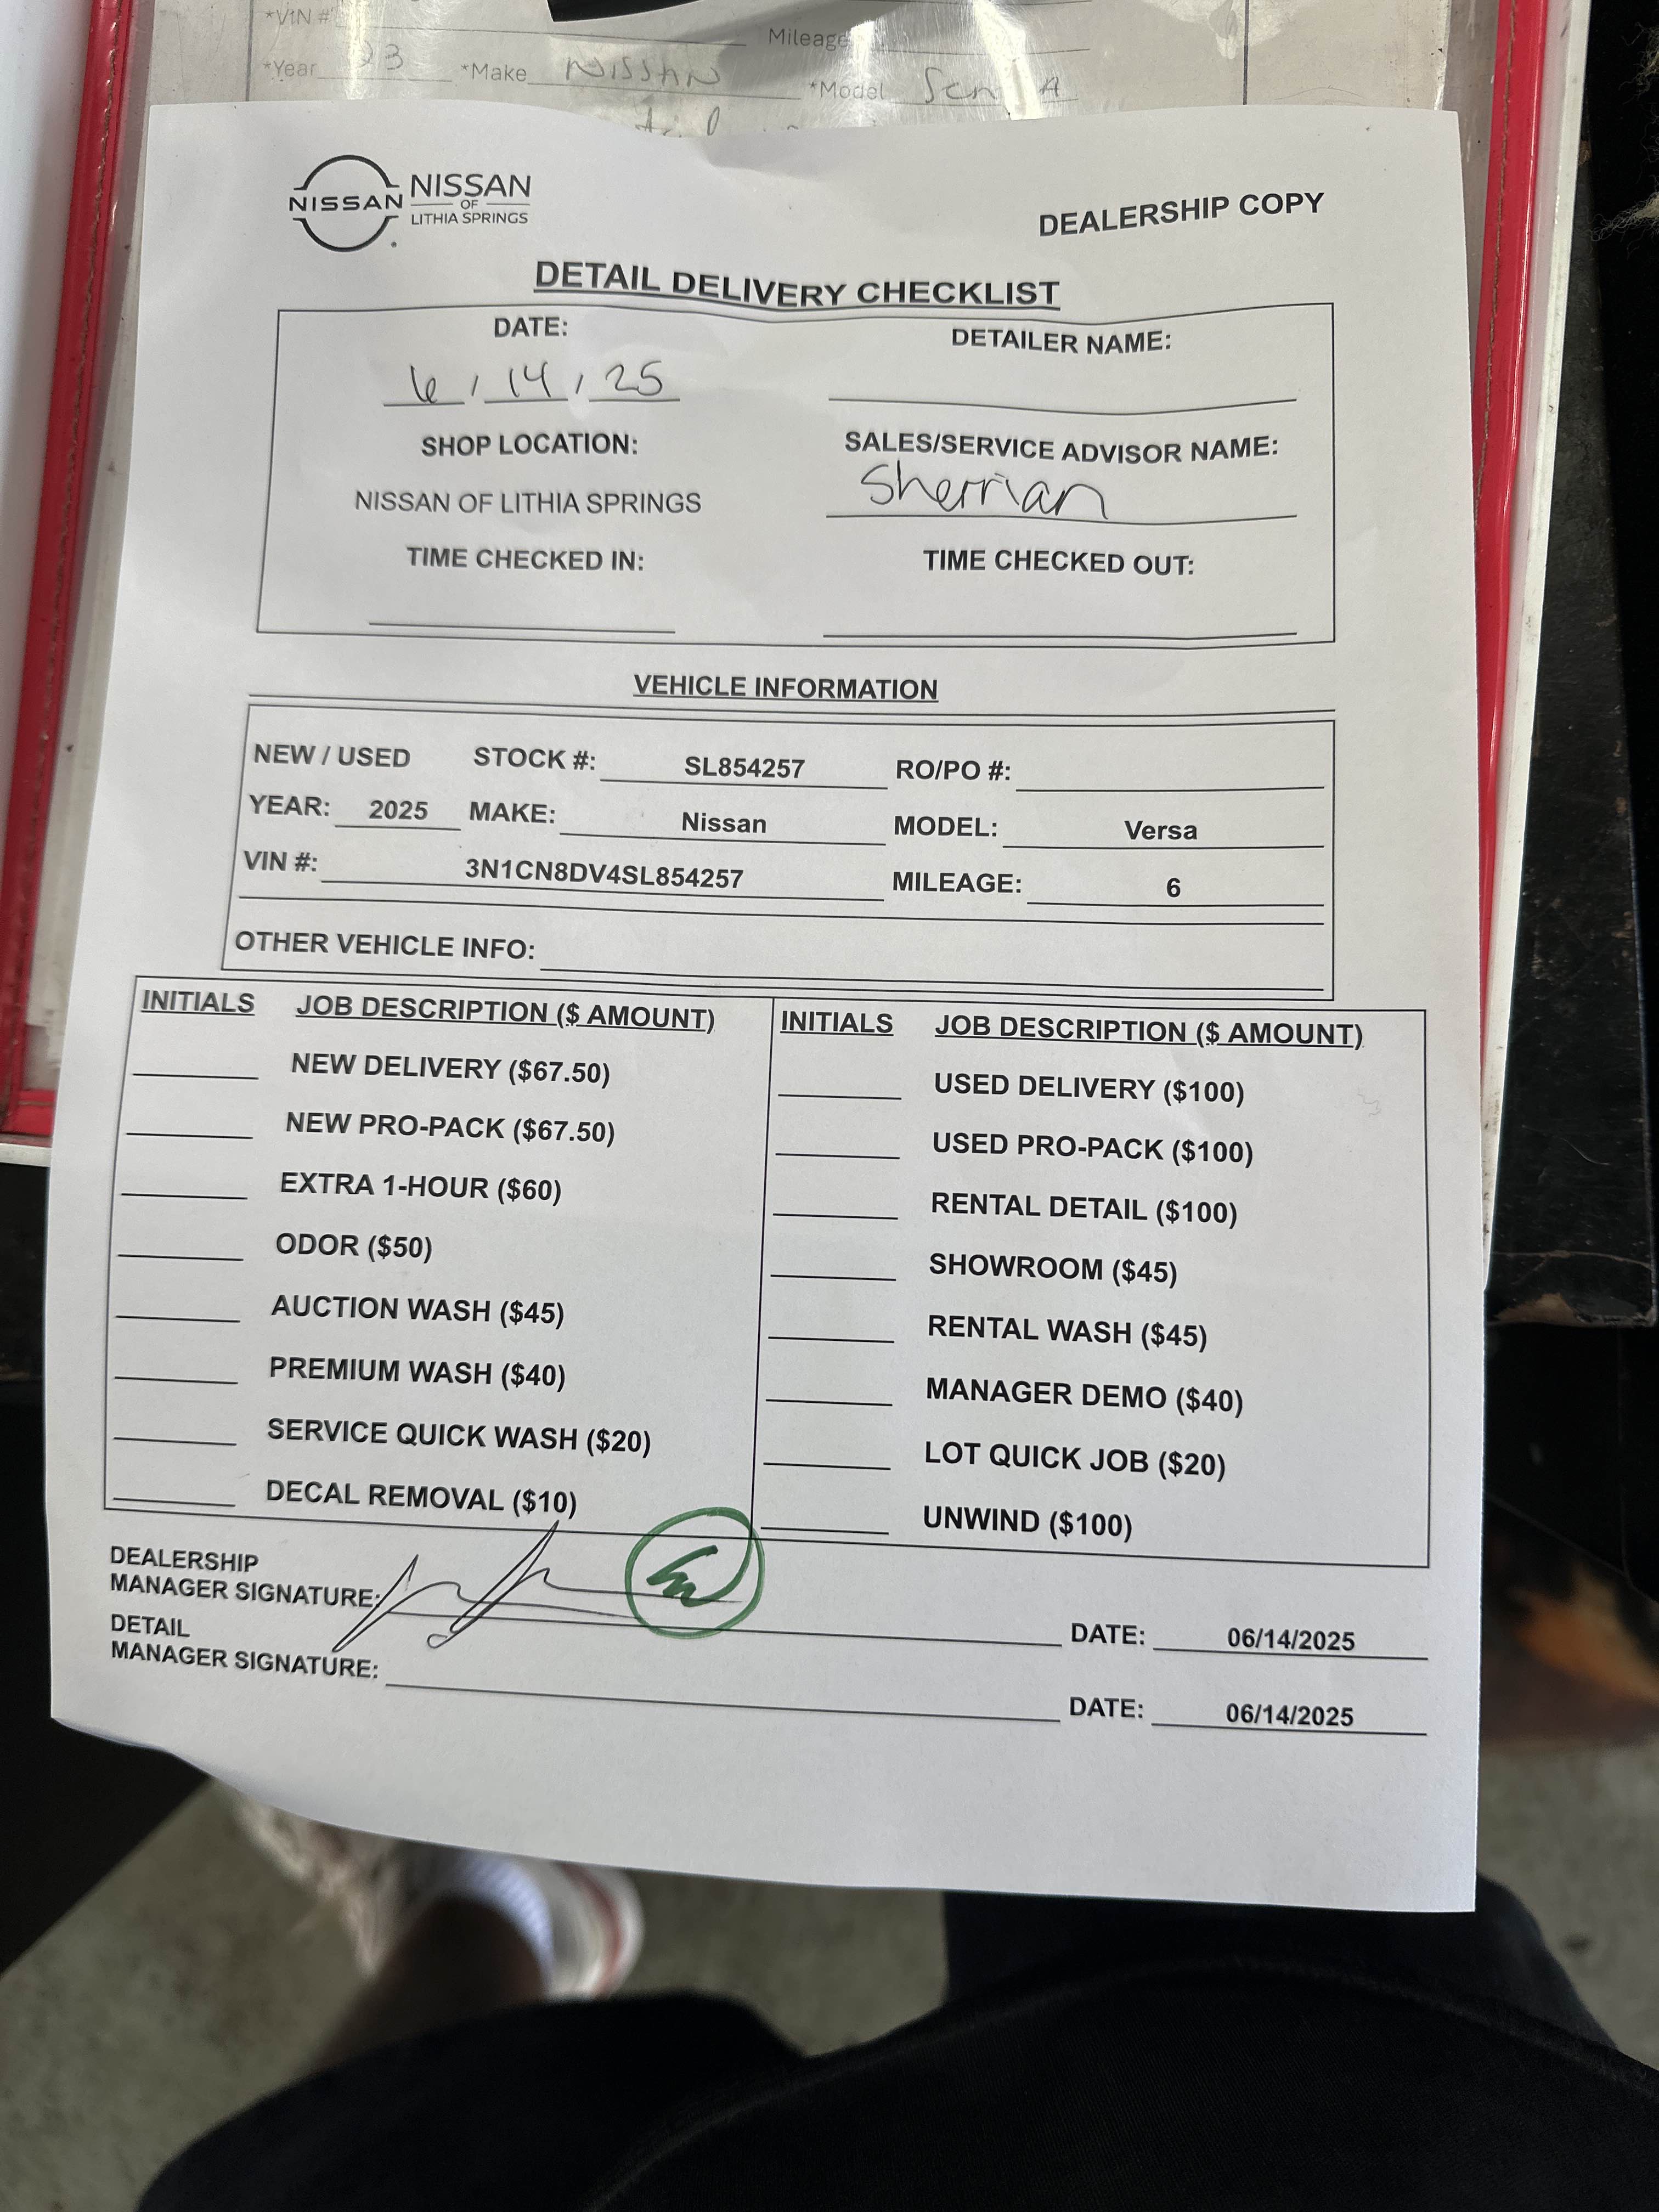 *VIN #
Mileage
*Year 23 *Make NISSAN *Model
NISSAN NISSAN
OF
LITHIA SPRINGS
DEALERSHIP COPY
DETAIL DELIVERY CHECKLIST
DATE: DETAILER NAME:
6 / 14 / 25
SHOP LOCATION: SALES/SERVICE ADVISOR NAME:
NISSAN OF LITHIA SPRINGS Sherrian
TIME CHECKED IN: TIME CHECKED OUT:
VEHICLE INFORMATION
NEW / USED STOCK #: SL854257 RO/PO #:
YEAR: 2025 MAKE: Nissan MODEL: Versa
VIN #: 3N1CN8DV4SL854257 MILEAGE: 6
OTHER VEHICLE INFO:
INITIALS JOB DESCRIPTION ($ AMOUNT) INITIALS JOB DESCRIPTION ($ AMOUNT)
NEW DELIVERY ($67.50) USED DELIVERY ($100)
NEW PRO-PACK ($67.50) USED PRO-PACK ($100)
EXTRA 1-HOUR ($60) RENTAL DETAIL ($100)
ODOR ($50) SHOWROOM ($45)
AUCTION WASH ($45) RENTAL WASH ($45)
PREMIUM WASH ($40) MANAGER DEMO ($40)
SERVICE QUICK WASH ($20) LOT QUICK JOB ($20)
DECAL REMOVAL ($10) UNWIND ($100)
DEALERSHIP
MANAGER SIGNATURE: DATE: 06/14/2025
DETAIL
MANAGER SIGNATURE: DATE: 06/14/2025